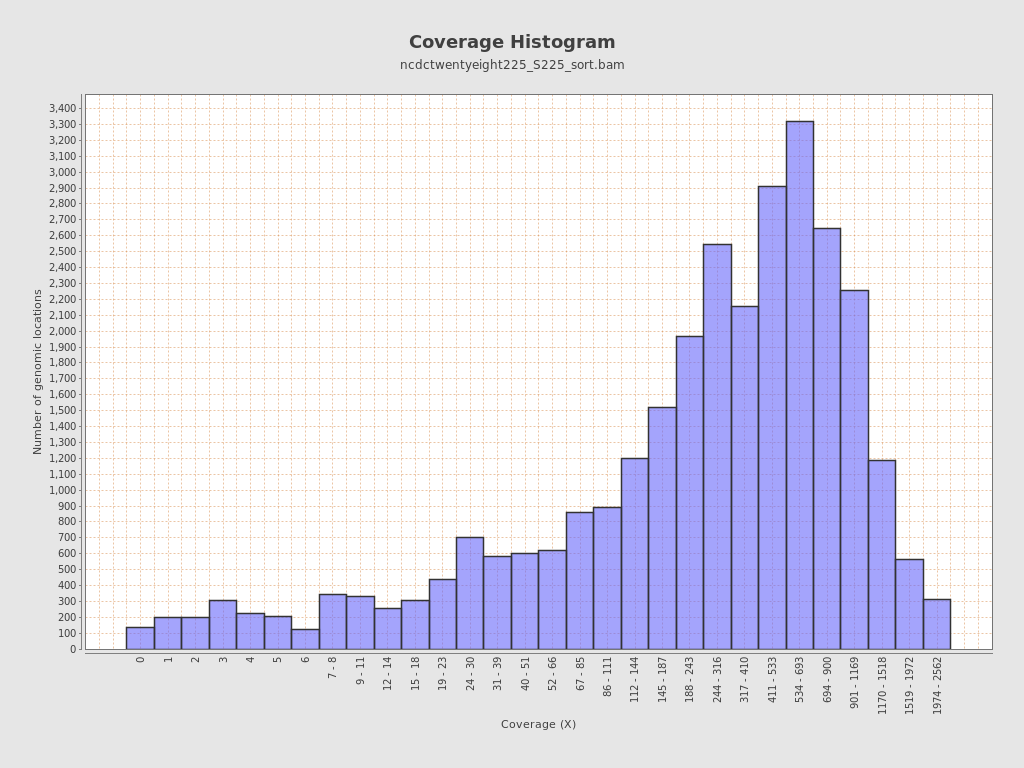 Coverage Histogram
ncdctwentyeight225_S225_sort.bam
Number of genomic locations
3,400
3,300
3,200
3,100
3,000
2,900
2,800
2,700
2,600
2,500
2,400
2,300
2,200
2,100
2,000
1,900
1,800
1,700
1,600
1,500
1,400
1,300
1,200
1,100
1,000
900
800
700
600
500
400
300
200
100
0
0
1
2
3
4
5
6
7 - 8
9 - 11
12 - 14
15 - 18
19 - 23
24 - 30
31 - 39
40 - 51
52 - 66
67 - 85
86 - 111
112 - 144
145 - 187
188 - 243
244 - 316
317 - 410
411 - 533
534 - 693
694 - 900
901 - 1169
1170 - 1518
1519 - 1972
1974 - 2562
Coverage (X)